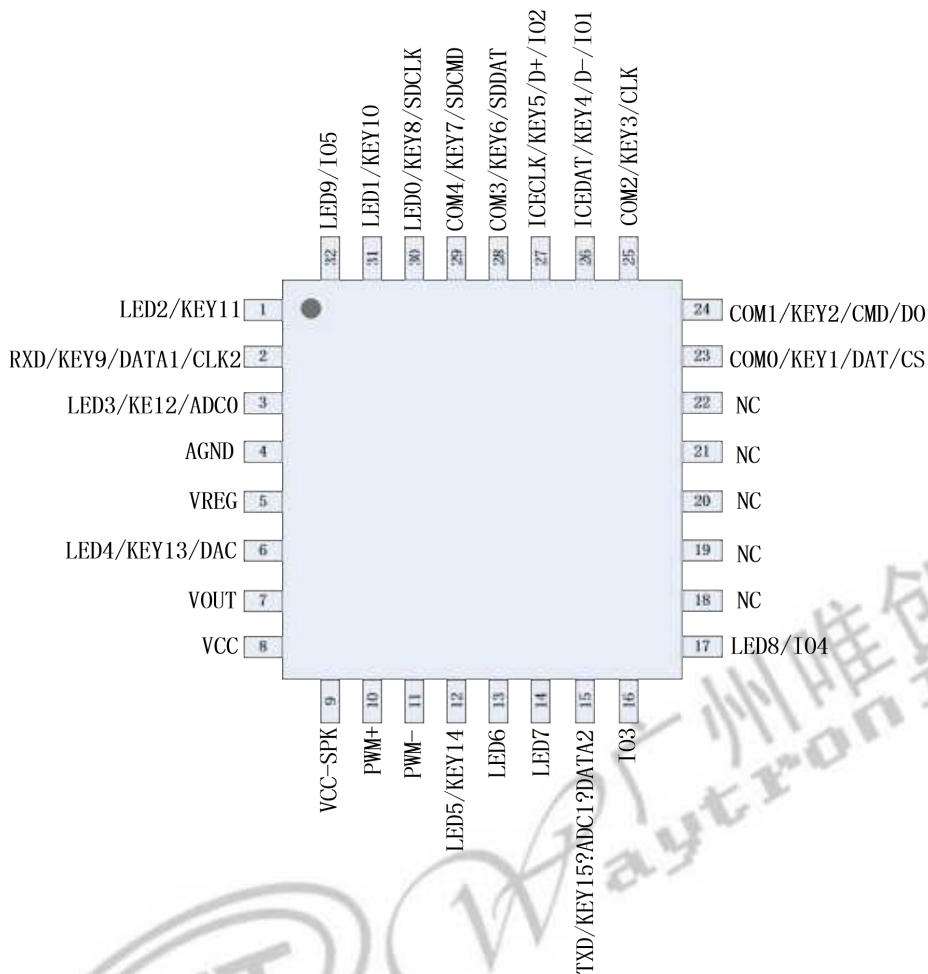 LED9/IO5
LED1/KEY10
LED0/KEY8/SDCLK
COM4/KEY7/SDCMD
COM3/KEY6/SDDAT
ICECLK/KEY5/D+/IO2
ICEDAT/KEY4/D-/IO1
COM2/KEY3/CLK
32 31 30 29 28 27 26 25
LED2/KEY11 1
RXD/KEY9/DATA1/CLK2 2
LED3/KE12/ADC0 3
AGND 4
VREG 5
LED4/KEY13/DAC 6
VOUT 7
VCC 8
24 COM1/KEY2/CMD/DO
23 COM0/KEY1/DAT/CS
22 NC
21 NC
20 NC
19 NC
18 NC
17 LED8/IO4
9 10 11 12 13 14 15 16
VCC-SPK
PWM+
PWM-
LED5/KEY14
LED6
LED7
TXD/KEY15?ADC1?DATA2
IO3
广州唯创
Waytron